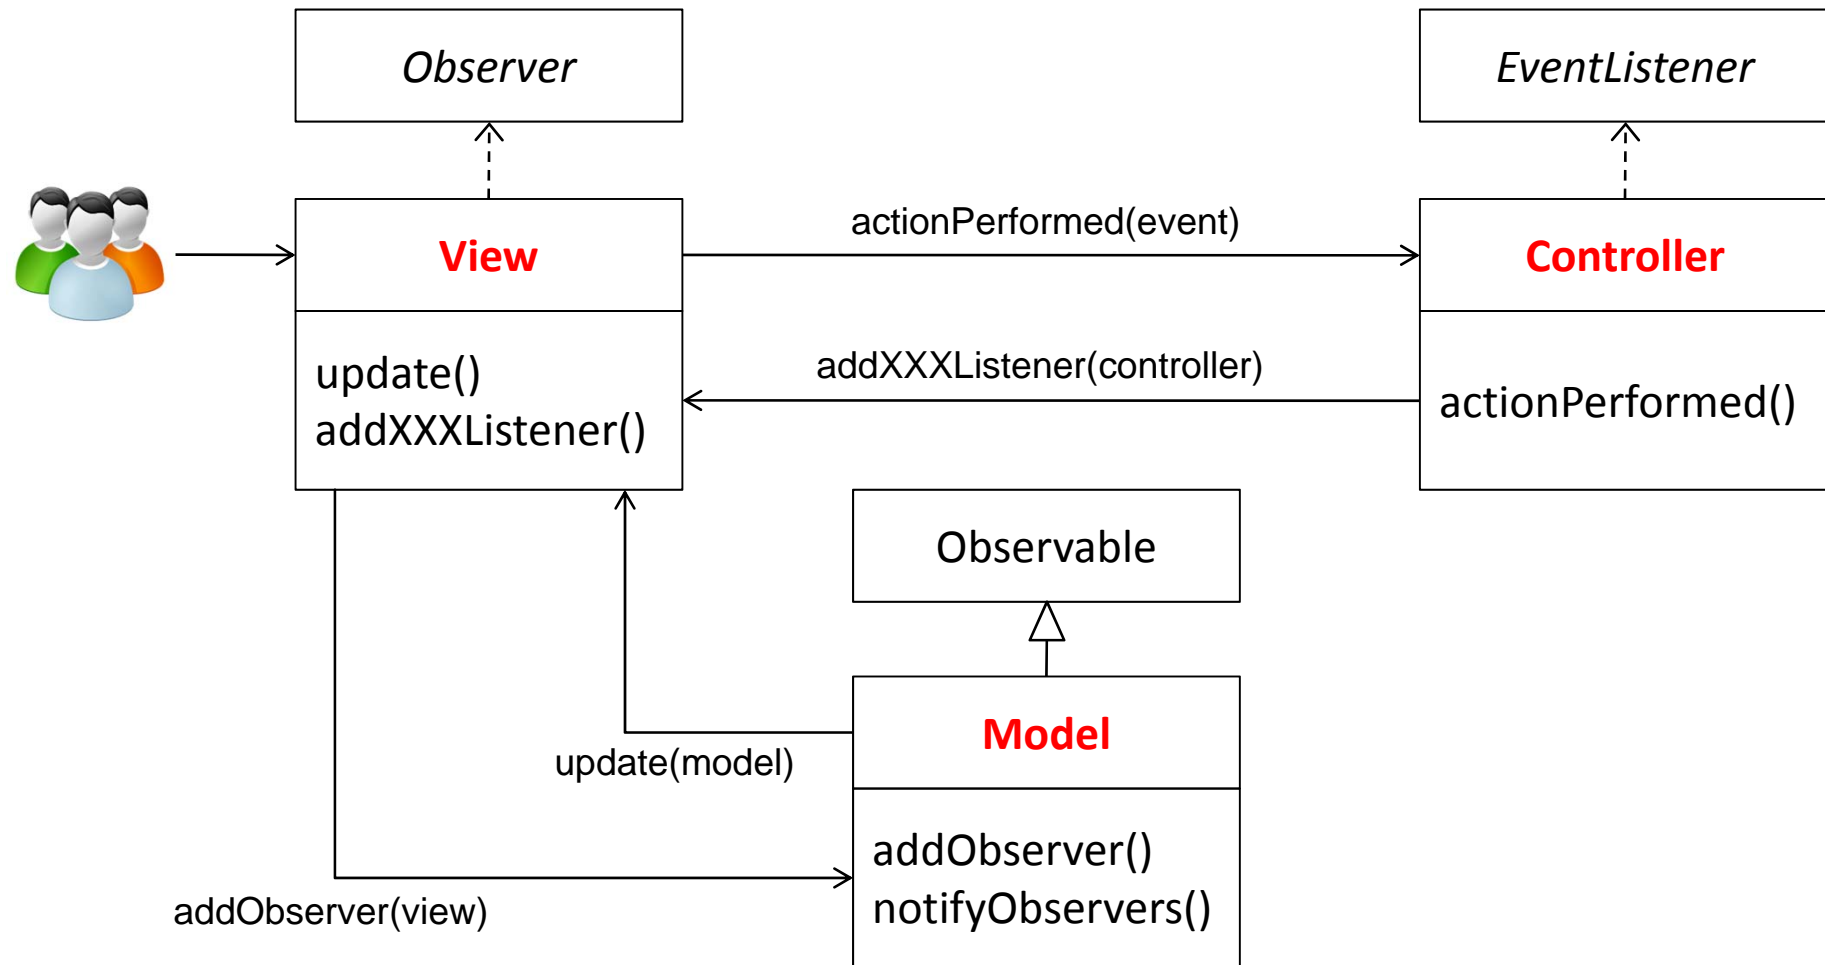 Observer
EventListener
View
actionPerformed(event)
Controller
update()
addXXXListener()
addXXXListener(controller)
actionPerformed()
Observable
Model
update(model)
addObserver()
notifyObservers()
addObserver(view)